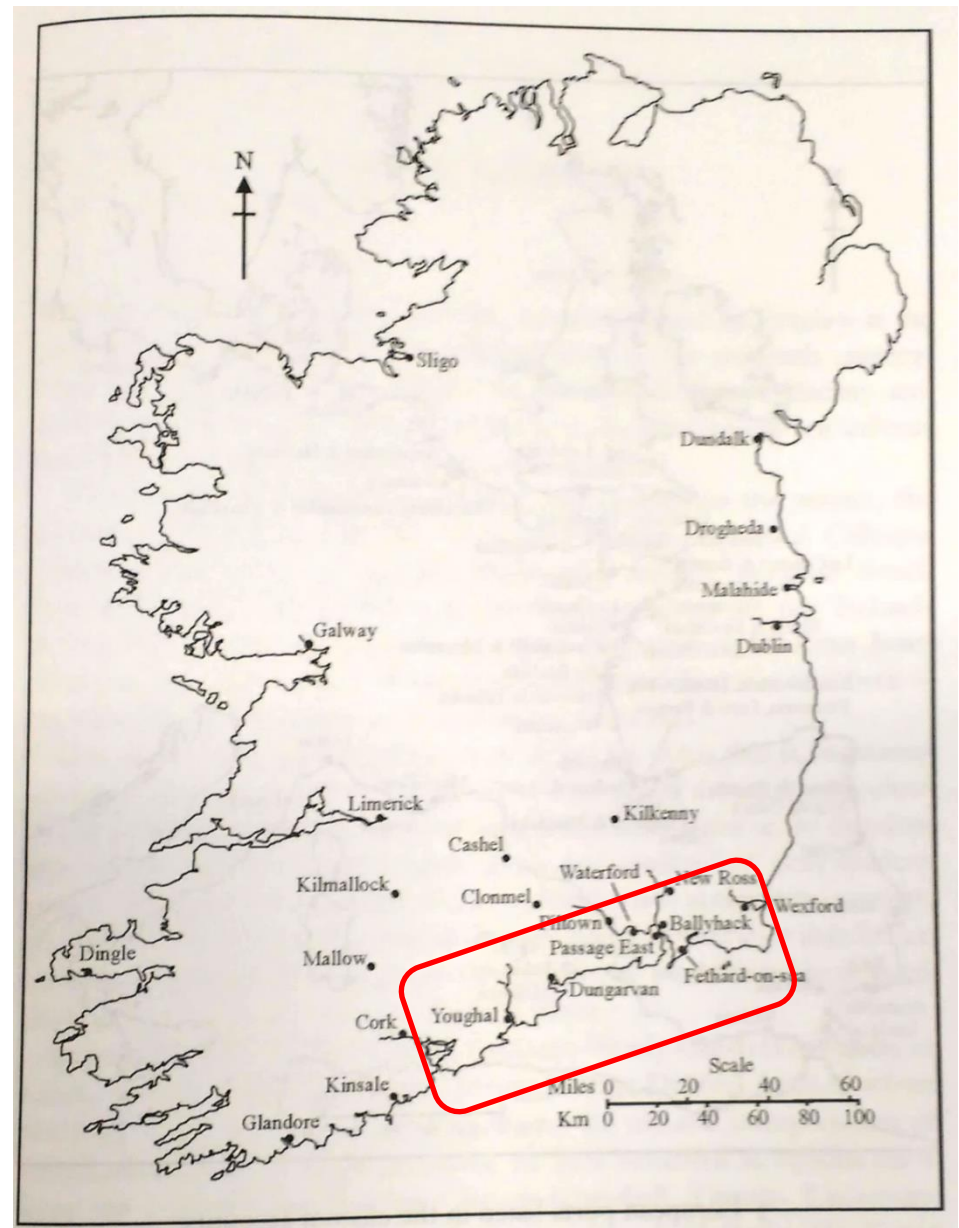 N
Sligo
Dundalk
Drogheda
Malahide
Galway
Dublin
Limerick
Kilkenny
Cashel
Waterford
New Ross
Kilmallock
Clonmel
Wexford
Piltown
Ballyhack
Passage East
Dingle
Mallow
Fethard-on-sea
Dungarvan
Youghal
Cork
Scale
Kinsale
Miles 0 20 40 60
Km 0 20 40 60 80 100
Glandore